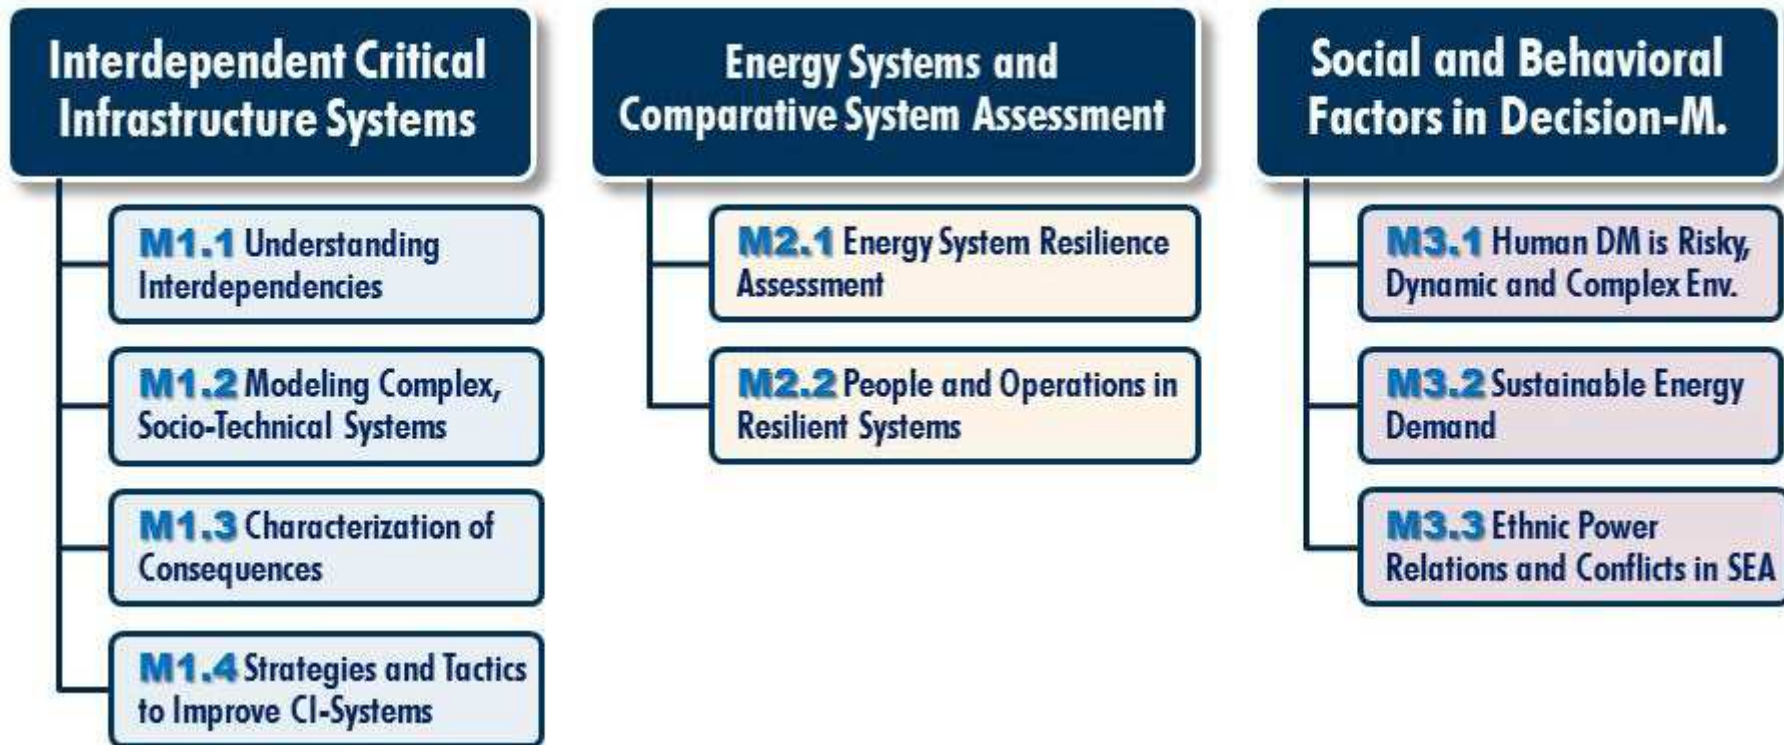 Interdependent Critical
Infrastructure Systems
M1.1 Understanding
Interdependencies
M1.2 Modeling Complex,
Socio-Technical Systems
M1.3 Characterization of
Consequences
M1.4 Strategies and Tactics
to Improve CI-Systems
Energy Systems and
Comparative System Assessment
M2.1 Energy System Resilience
Assessment
M2.2 People and Operations in
Resilient Systems
Social and Behavioral
Factors in Decision-M.
M3.1 Human DM is Risky,
Dynamic and Complex Env.
M3.2 Sustainable Energy
Demand
M3.3 Ethnic Power
Relations and Conflicts in SEA